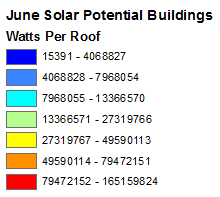 June Solar Potential Buildings
Watts Per Roof
15391 - 4068827
4068828 - 7968054
7968055 - 13366570
13366571 - 27319766
27319767 - 49590113
49590114 - 79472151
79472152 - 165159824